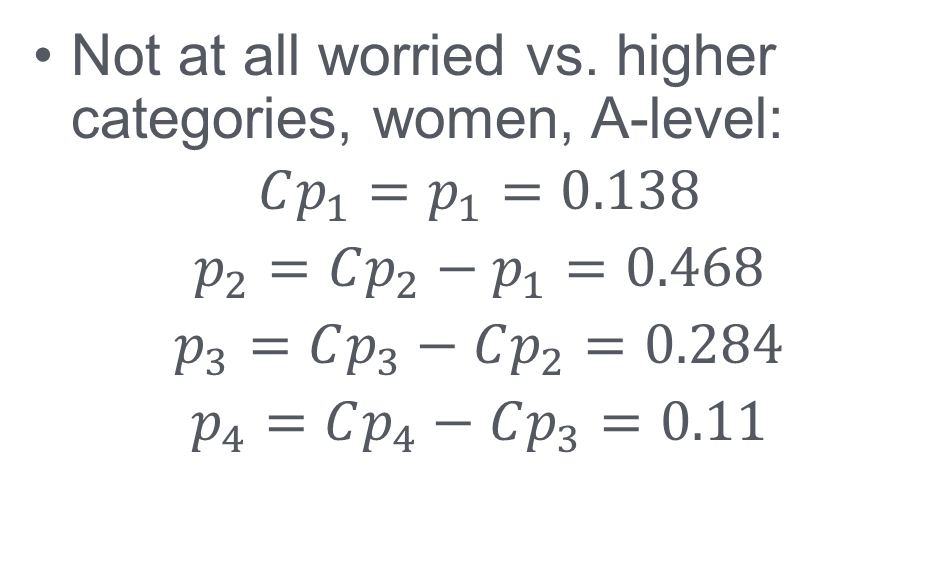 • Not at all worried vs. higher
categories, women, A-level:
𝐶𝑝₁ = 𝑝₁ = 0.138
𝑝₂ = 𝐶𝑝₂ − 𝑝₁ = 0.468
𝑝₃ = 𝐶𝑝₃ − 𝐶𝑝₂ = 0.284
𝑝₄ = 𝐶𝑝₄ − 𝐶𝑝₃ = 0.11